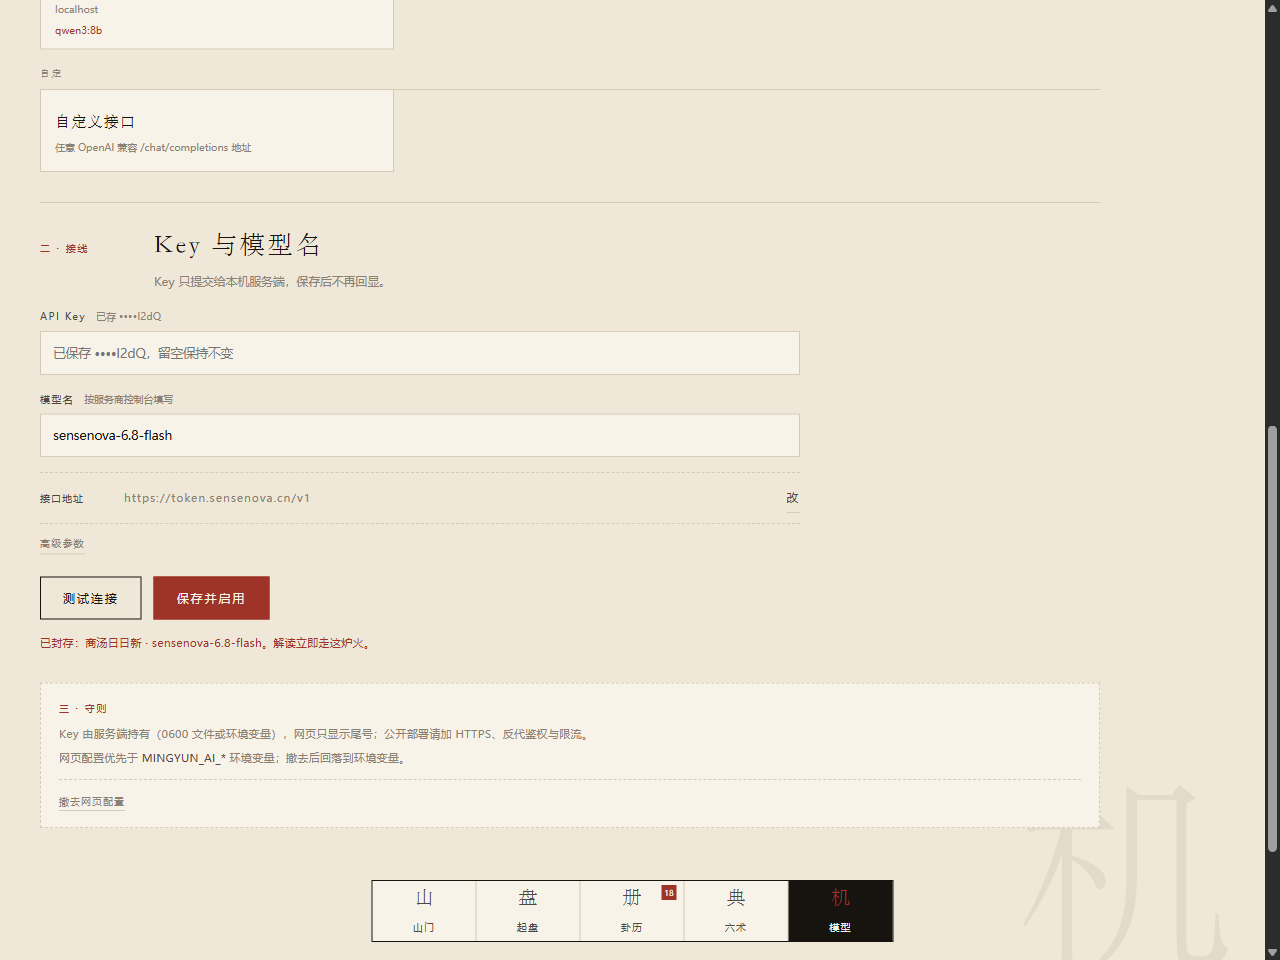 localhost
qwen3:8b
自定
自定义接口
任意 OpenAI 兼容 /chat/completions 地址
二 · 接线
Key 与模型名
Key 只提交给本机服务端，保存后不再回显。
API Key 已存 ••••l2dQ
已保存 ••••l2dQ，留空保持不变
模型名 按服务商控制台填写
sensenova-6.8-flash
接口地址 https://token.sensenova.cn/v1 改
高级参数
测试连接 保存并启用
已封存：商汤日日新 · sensenova-6.8-flash。解读立即走这炉火。
三 · 守则
Key 由服务端持有（0600 文件或环境变量），网页只显示尾号；公开部署请加 HTTPS、反代鉴权与限流。
网页配置优先于 MINGYUN_AI_* 环境变量；撤去后回落到环境变量。
撤去网页配置
机
山 盘 册 18 典 机
山门 起盘 卦历 六术 模型